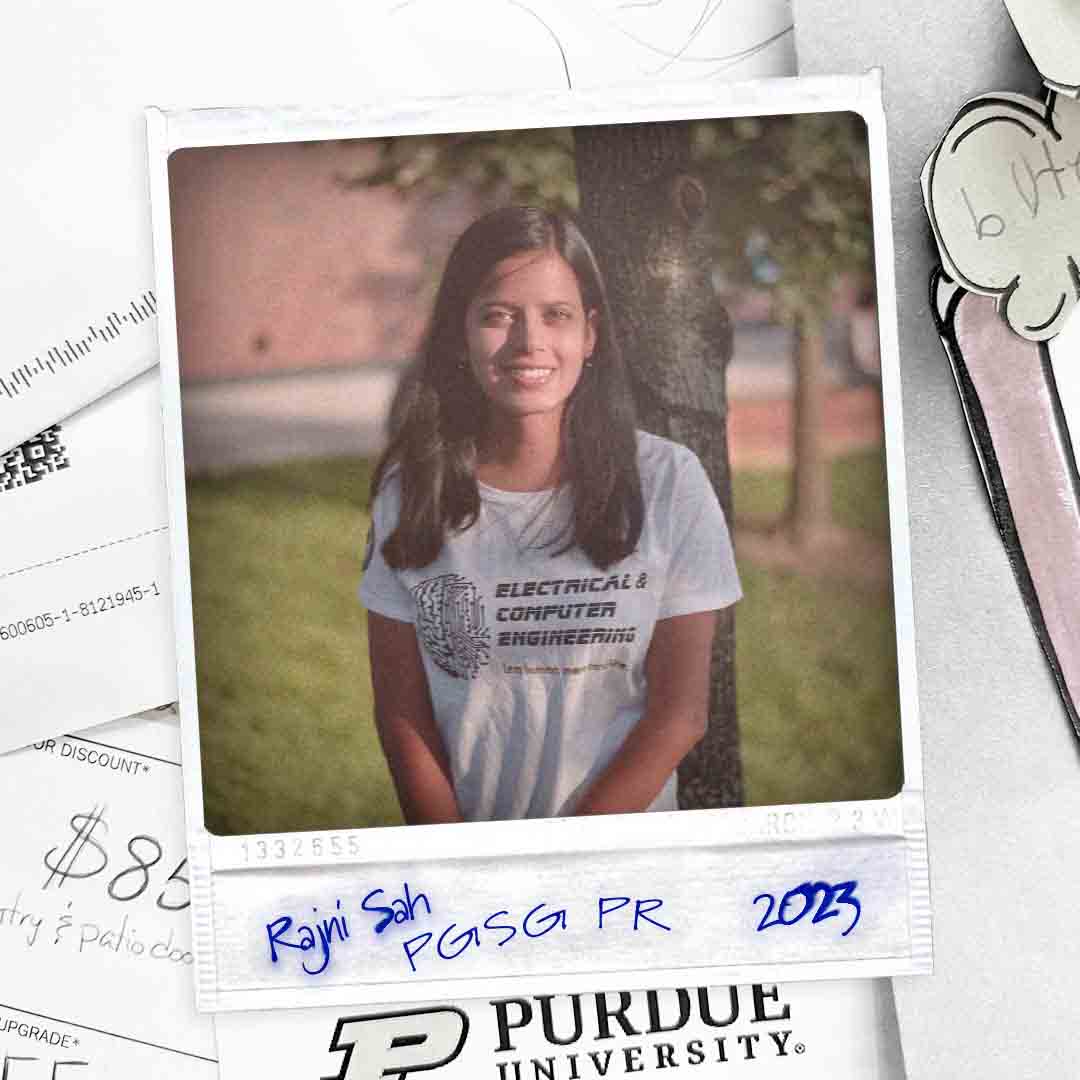 600605-1-8121945-1
ELECTRICAL &
COMPUTER
ENGINEERING
OR DISCOUNT*
$85
try & patio doo
1332655
Rajni Sah
PGSG PR
2023
UPGRADE*
PURDUE
UNIVERSITY®